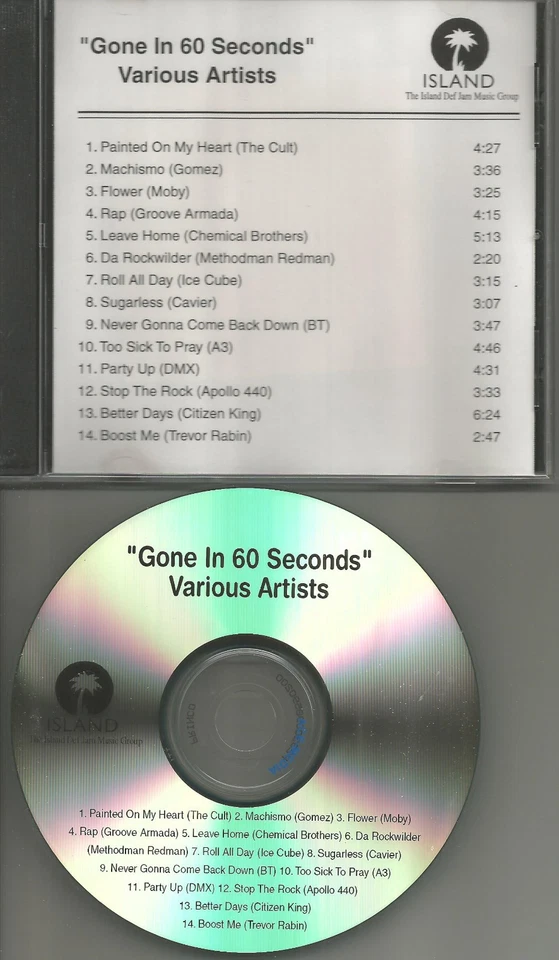 "Gone In 60 Seconds"
Various Artists
ISLAND
The Island Def Jam Music Group
1. Painted On My Heart (The Cult) 4:27
2. Machismo (Gomez) 3:36
3. Flower (Moby) 3:25
4. Rap (Groove Armada) 4:15
5. Leave Home (Chemical Brothers) 5:13
6. Da Rockwilder (Methodman Redman) 2:20
7. Roll All Day (Ice Cube) 3:15
8. Sugarless (Cavier) 3:07
9. Never Gonna Come Back Down (BT) 3:47
10. Too Sick To Pray (A3) 4:46
11. Party Up (DMX) 4:31
12. Stop The Rock (Apollo 440) 3:33
13. Better Days (Citizen King) 6:24
14. Boost Me (Trevor Rabin) 2:47
"Gone In 60 Seconds"
Various Artists
ISLAND
The Island Def Jam Music Group
1. Painted On My Heart (The Cult) 2. Machismo (Gomez) 3. Flower (Moby)
4. Rap (Groove Armada) 5. Leave Home (Chemical Brothers) 6. Da Rockwilder
(Methodman Redman) 7. Roll All Day (Ice Cube) 8. Sugarless (Cavier)
9. Never Gonna Come Back Down (BT) 10. Too Sick To Pray (A3)
11. Party Up (DMX) 12. Stop The Rock (Apollo 440)
13. Better Days (Citizen King)
14. Boost Me (Trevor Rabin)